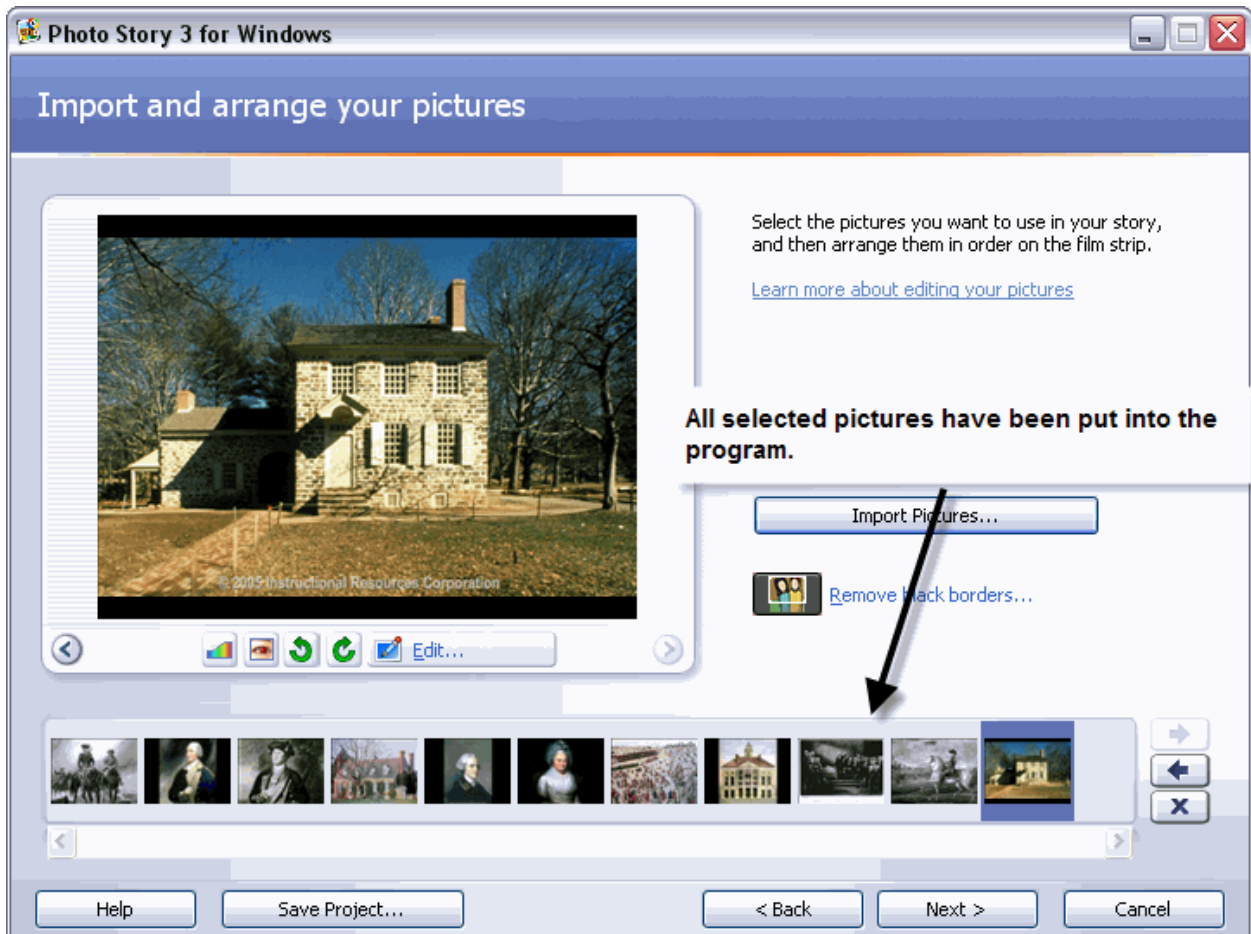 Photo Story 3 for Windows
Import and arrange your pictures
Select the pictures you want to use in your story,
and then arrange them in order on the film strip.
Learn more about editing your pictures
All selected pictures have been put into the
program.
Import Pictures...
Remove black borders...
© 2005 Instructional Resources Corporation
Edit...
Help
Save Project...
< Back
Next >
Cancel